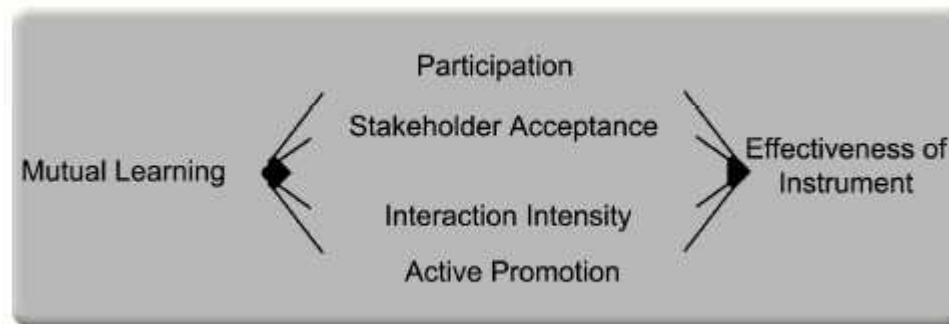 Participation
Stakeholder Acceptance
Mutual Learning
Effectiveness of
Instrument
Interaction Intensity
Active Promotion